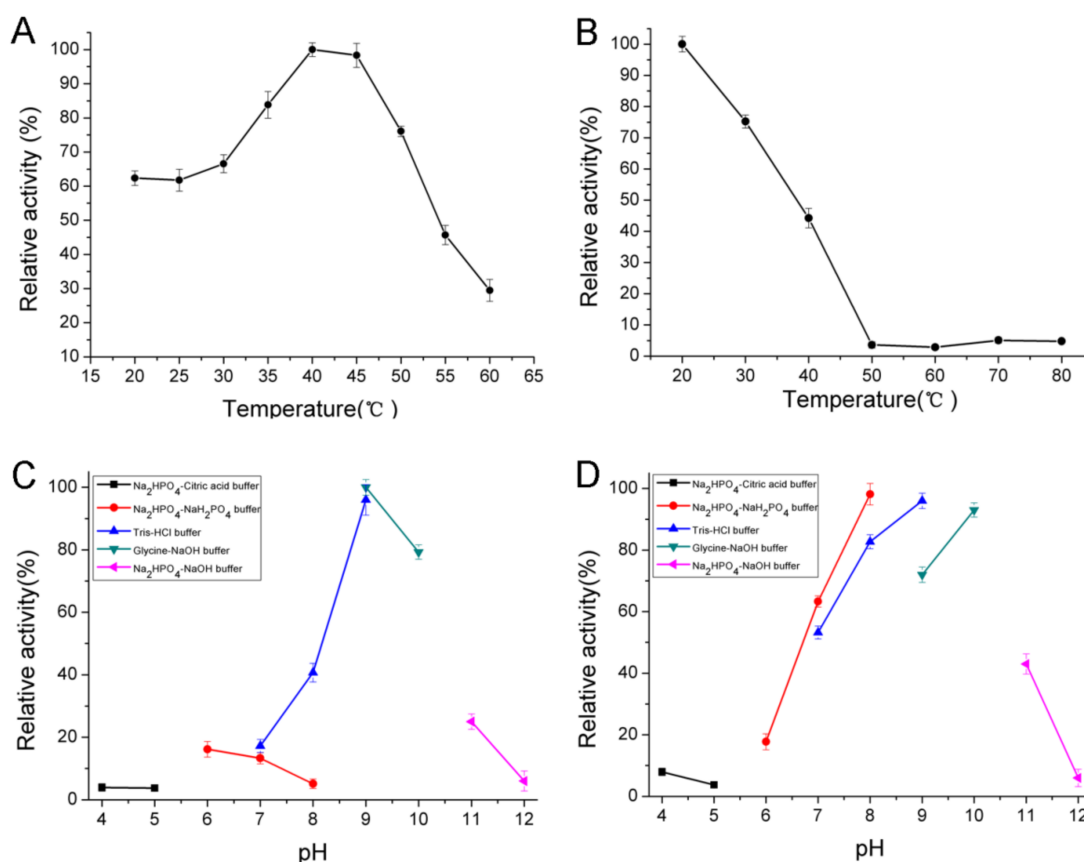 A
Relative activity (%)
100
90
80
70
60
50
40
30
20
10
15 20 25 30 35 40 45 50 55 60 65
Temperature(℃)
B
Relative activity(%)
100
90
80
70
60
50
40
30
20
10
0
20 30 40 50 60 70 80
Temperature(℃)
C
Relative activity(%)
Na₂HPO₄-Citric acid buffer
Na₂HPO₄-NaH₂PO₄ buffer
Tris-HCl buffer
Glycine-NaOH buffer
Na₂HPO₄-NaOH buffer
100
80
60
40
20
0
4 5 6 7 8 9 10 11 12
pH
D
Relative activity(%)
Na₂HPO₄-Citric acid buffer
Na₂HPO₄-NaH₂PO₄ buffer
Tris-HCl buffer
Glycine-NaOH buffer
Na₂HPO₄-NaOH buffer
100
80
60
40
20
0
4 5 6 7 8 9 10 11 12
pH